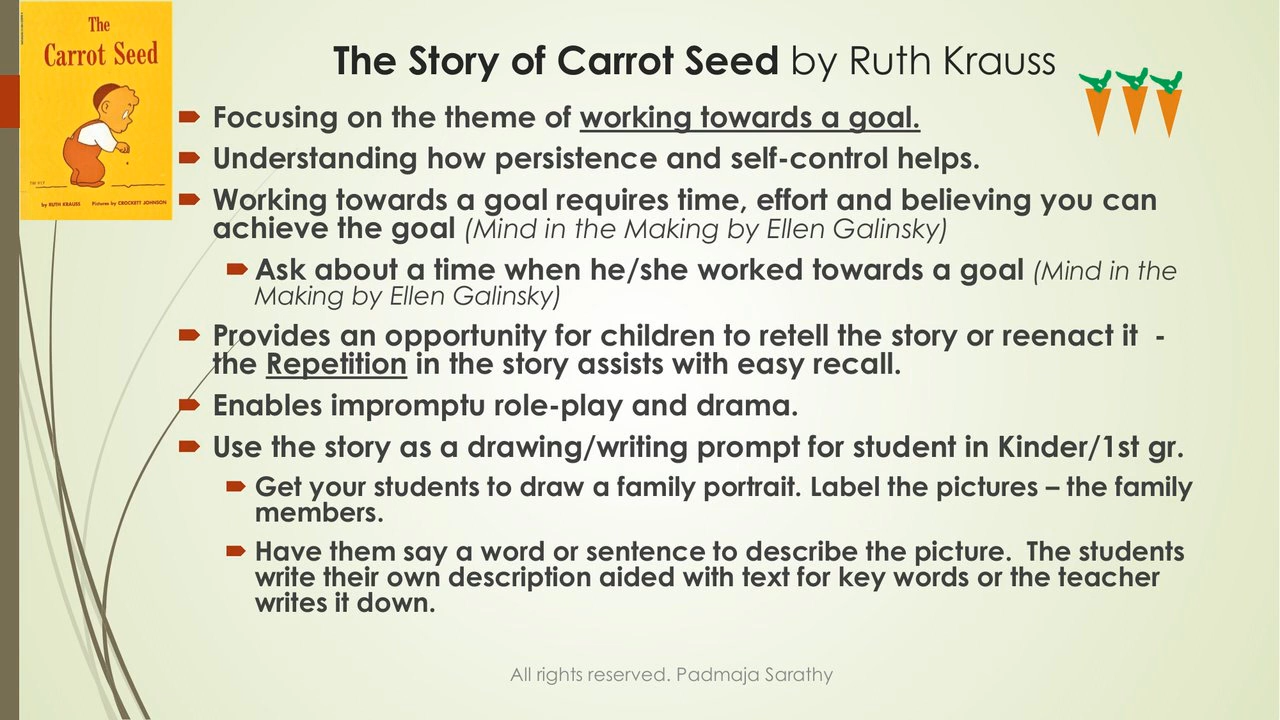 The
Carrot Seed
by RUTH KRAUSS Pictures by CROCKETT JOHNSON
The Story of Carrot Seed by Ruth Krauss
Focusing on the theme of working towards a goal.
Understanding how persistence and self-control helps.
Working towards a goal requires time, effort and believing you can
achieve the goal (Mind in the Making by Ellen Galinsky)
Ask about a time when he/she worked towards a goal (Mind in the
Making by Ellen Galinsky)
Provides an opportunity for children to retell the story or reenact it -
the Repetition in the story assists with easy recall.
Enables impromptu role-play and drama.
Use the story as a drawing/writing prompt for student in Kinder/1st gr.
Get your students to draw a family portrait. Label the pictures – the family
members.
Have them say a word or sentence to describe the picture. The students
write their own description aided with text for key words or the teacher
writes it down.
All rights reserved. Padmaja Sarathy